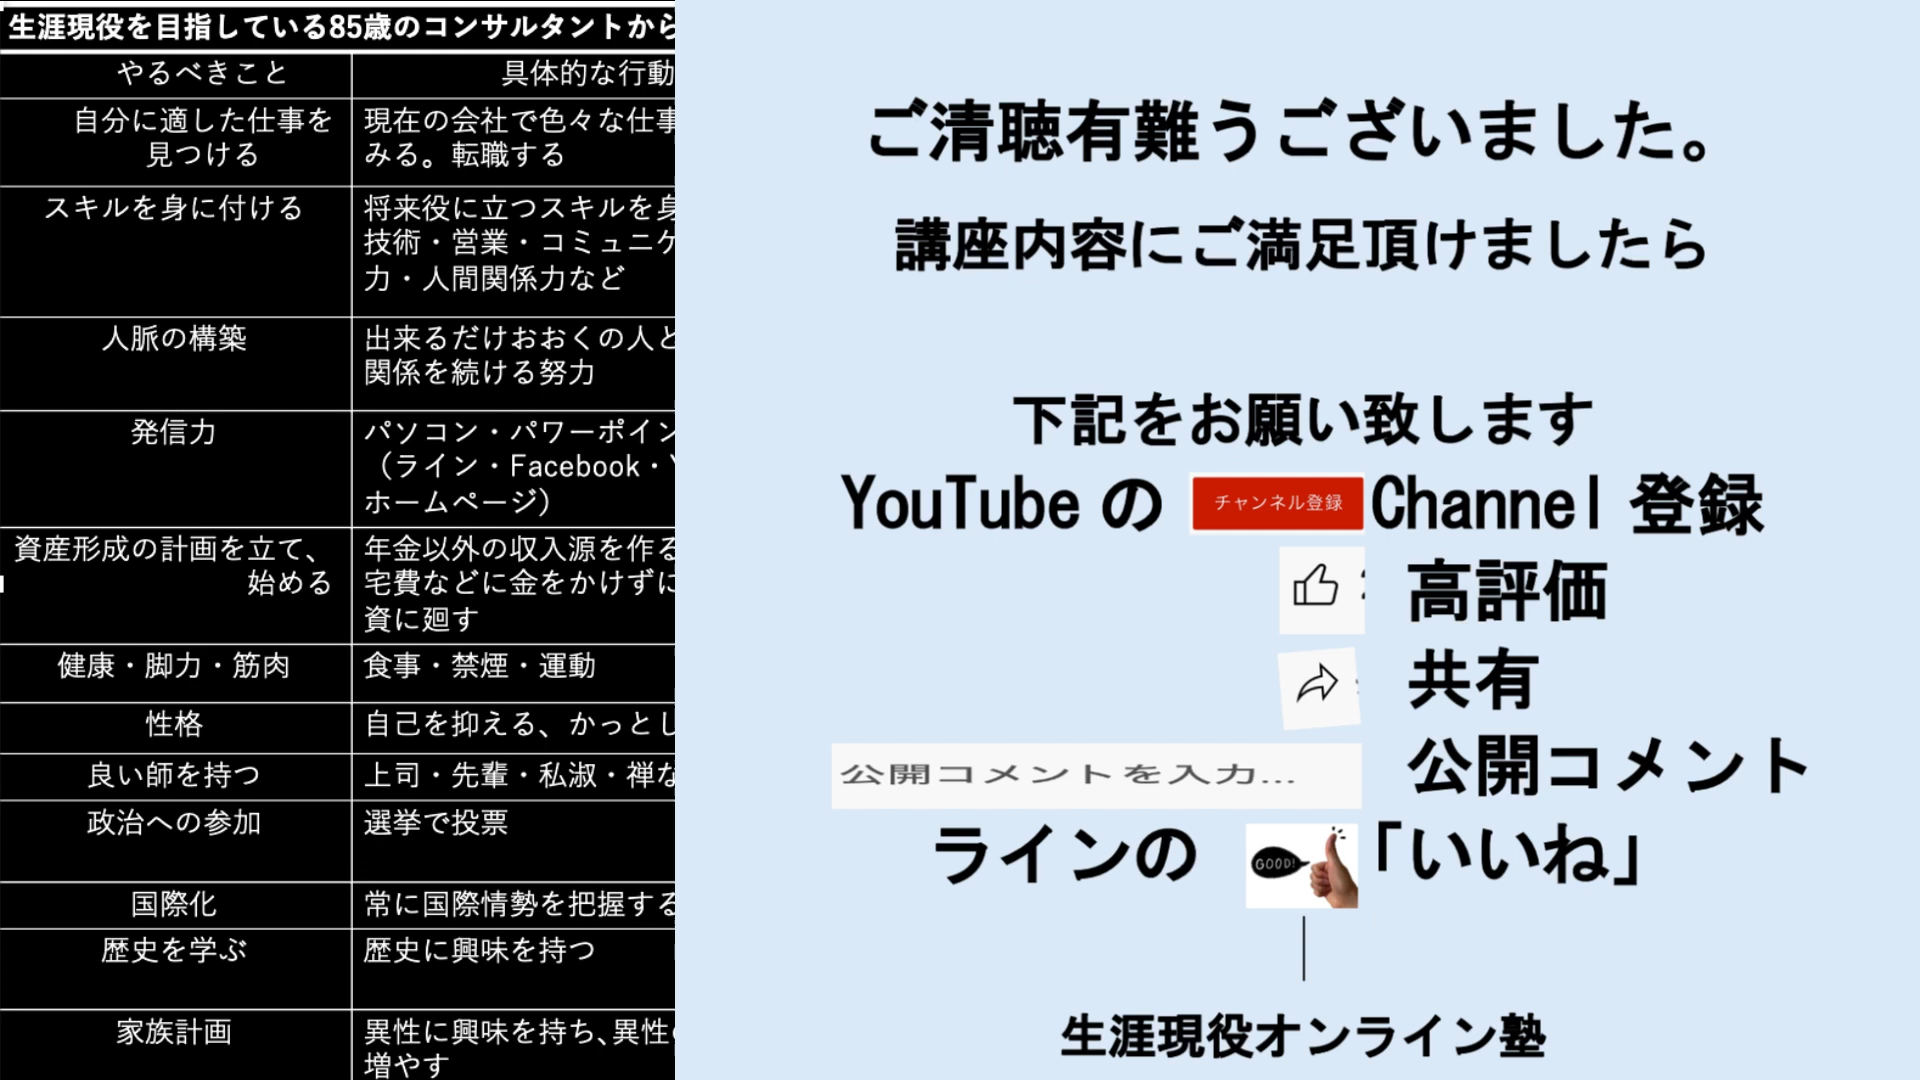 生涯現役を目指している85歳のコンサルタントから
やるべきこと
具体的な行動
自分に適した仕事を
見つける
現在の会社で色々な仕事
みる。転職する
スキルを身に付ける
将来役に立つスキルを身
技術・営業・コミュニケ
力・人間関係力など
人脈の構築
出来るだけおおくの人と
関係を続ける努力
発信力
パソコン・パワーポイン
（ライン・Facebook・
ホームページ）
資産形成の計画を立て、
始める
年金以外の収入源を作る
宅費などに金をかけずに
資に廻す
健康・脚力・筋肉
食事・禁煙・運動
性格
自己を抑える、かっとし
良い師を持つ
上司・先輩・私淑・禅な
政治への参加
選挙で投票
国際化
常に国際情勢を把握する
歴史を学ぶ
歴史に興味を持つ
家族計画
異性に興味を持ち、異性
増やす
ご清聴有難うございました。
講座内容にご満足頂けましたら
下記をお願い致します
YouTube の チャンネル登録 Channel 登録
高評価
共有
公開コメントを入力... 公開コメント
ラインの GOOD! 「いいね」
生涯現役オンライン塾